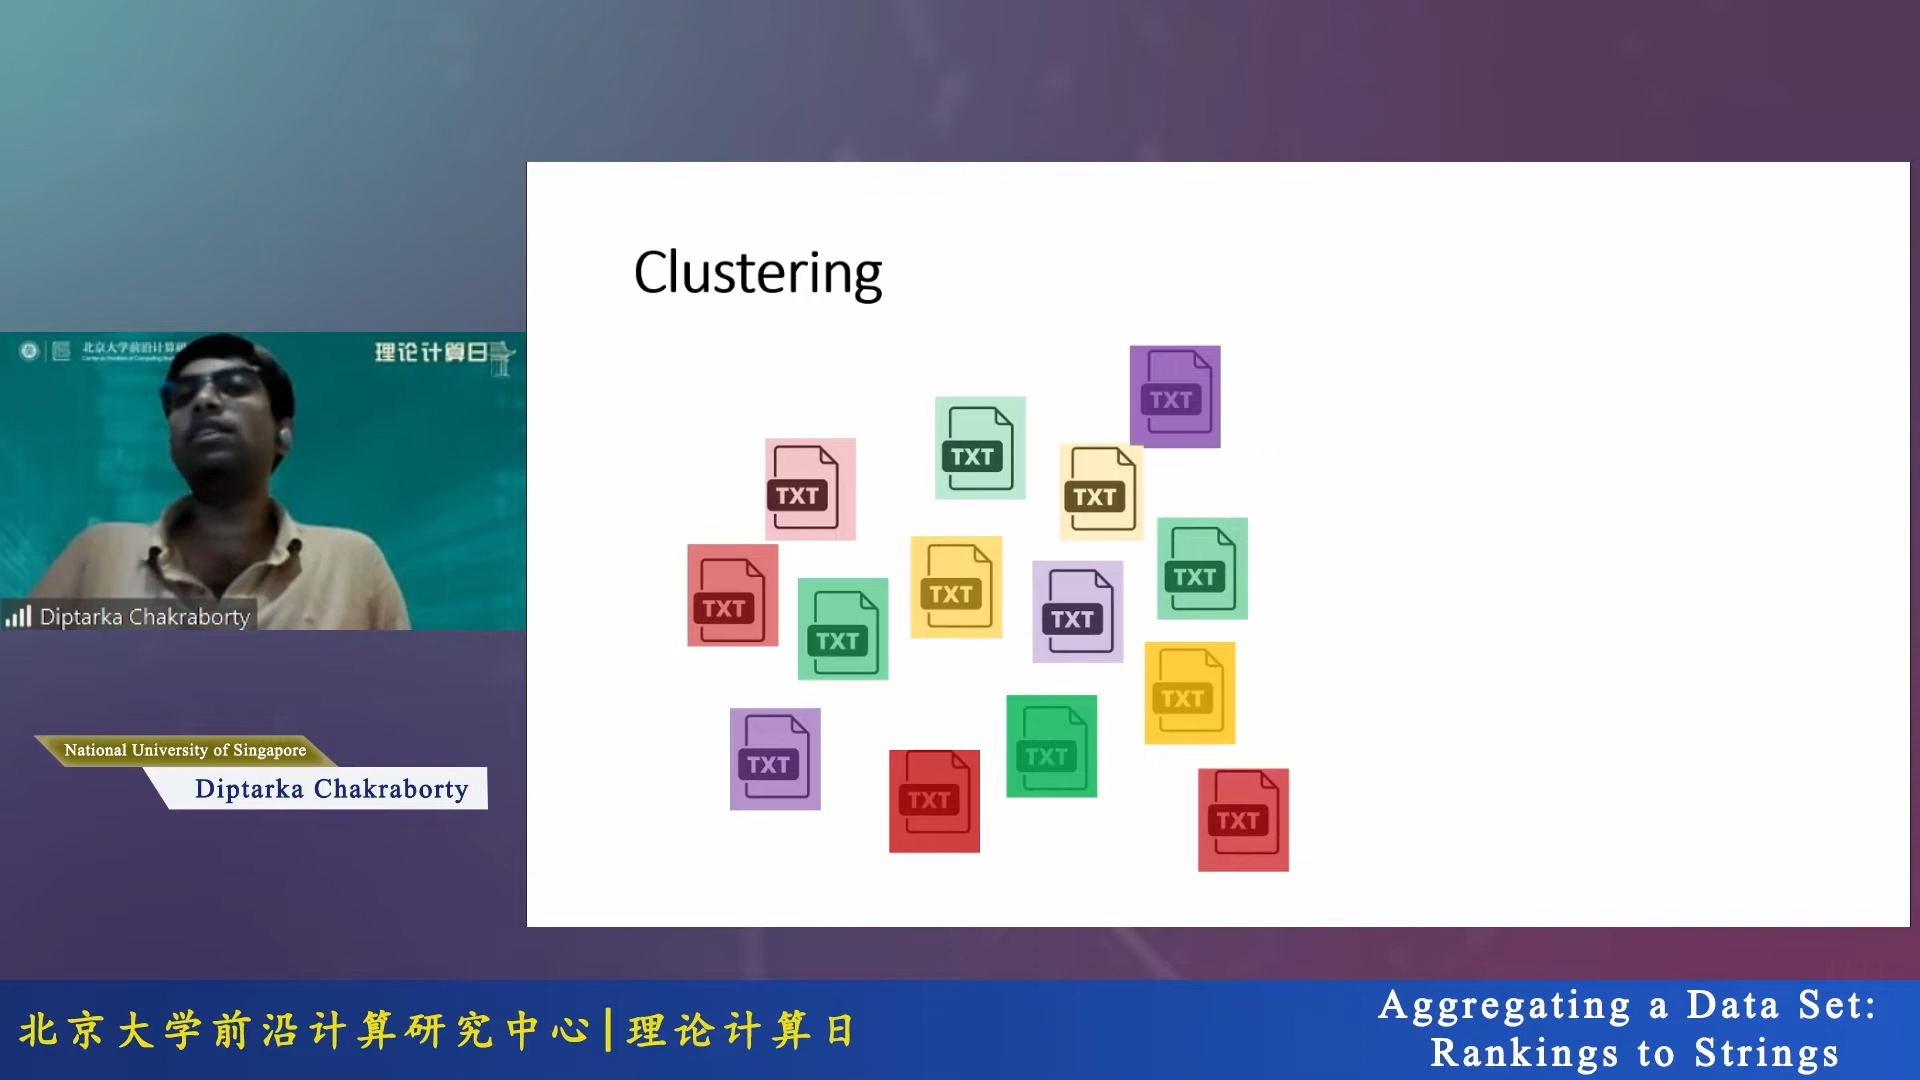 Clustering
TXT
TXT
TXT
TXT
TXT
TXT
TXT
TXT
TXT
TXT
TXT
TXT
TXT
TXT
理论计算日
Diptarka Chakraborty
National University of Singapore
Diptarka Chakraborty
北京大学前沿计算研究中心|理论计算日
Aggregating a Data Set:
Rankings to Strings